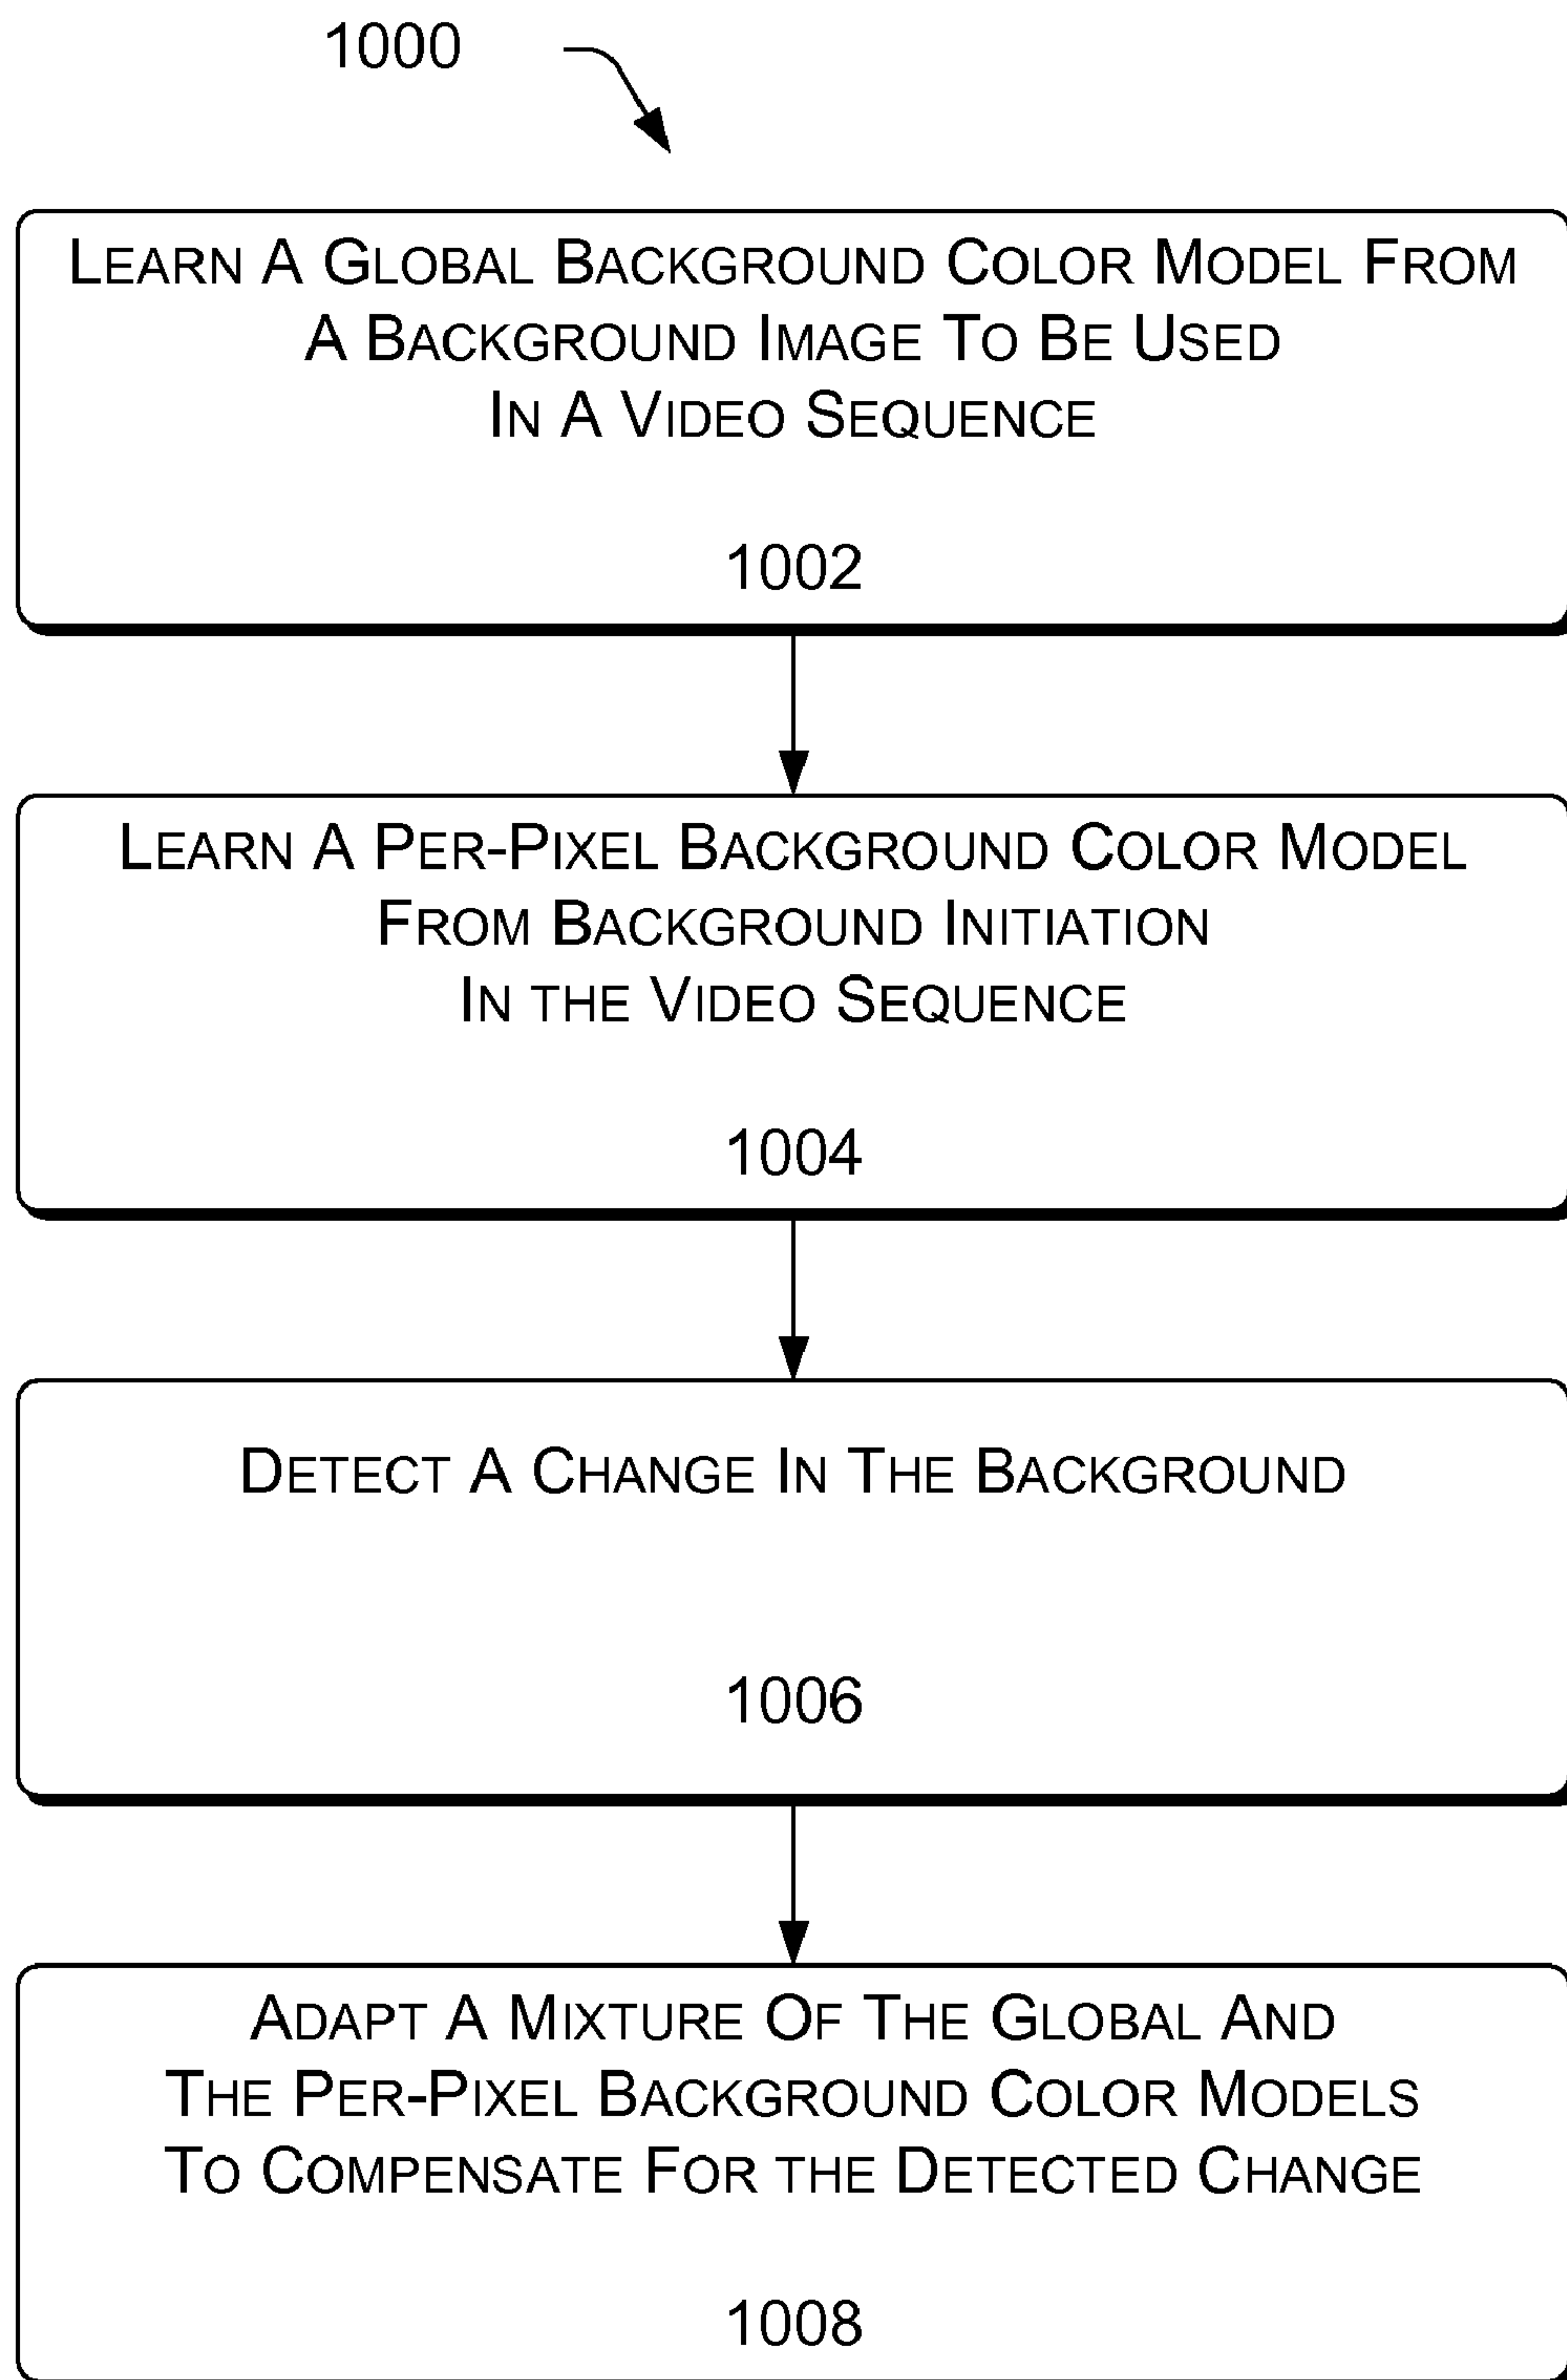 1000
LEARN A GLOBAL BACKGROUND COLOR MODEL FROM
A BACKGROUND IMAGE TO BE USED
IN A VIDEO SEQUENCE
1002
LEARN A PER-PIXEL BACKGROUND COLOR MODEL
FROM BACKGROUND INITIATION
IN THE VIDEO SEQUENCE
1004
DETECT A CHANGE IN THE BACKGROUND
1006
ADAPT A MIXTURE OF THE GLOBAL AND
THE PER-PIXEL BACKGROUND COLOR MODELS
TO COMPENSATE FOR THE DETECTED CHANGE
1008